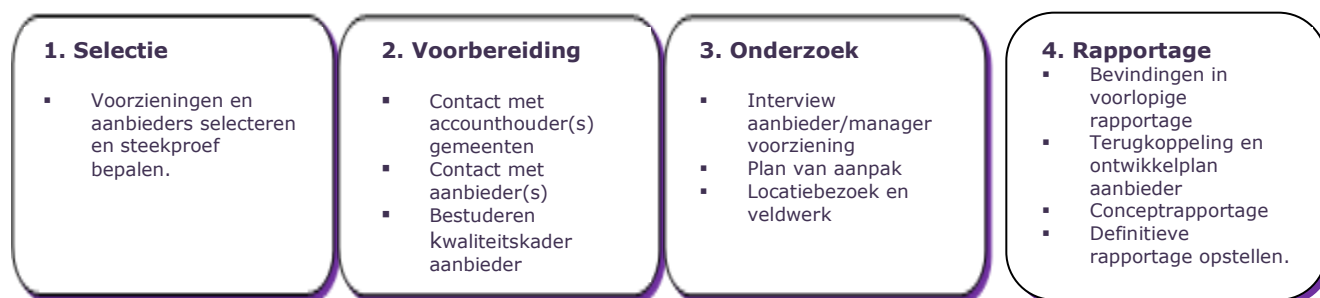 1. Selectie
▪ Voorzieningen en
aanbieders selecteren
en steekproef
bepalen.
2. Voorbereiding
▪ Contact met
accounthouder(s)
gemeenten
▪ Contact met
aanbieder(s)
▪ Bestuderen
kwaliteitskader
aanbieder
3. Onderzoek
▪ Interview
aanbieder/manager
voorziening
▪ Plan van aanpak
▪ Locatiebezoek en
veldwerk
4. Rapportage
▪ Bevindingen in
voorlopige
rapportage
▪ Terugkoppeling en
ontwikkelplan
aanbieder
▪ Conceptrapportage
▪ Definitieve
rapportage opstellen.